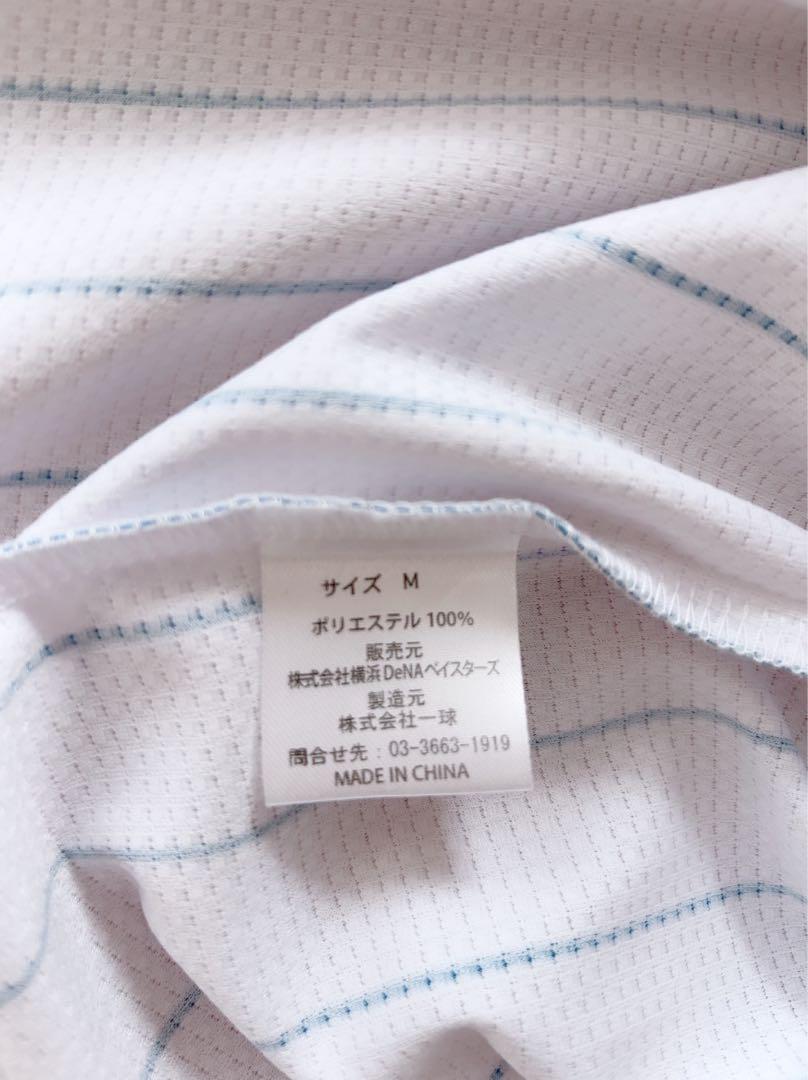 サイズ M
ポリエステル 100%
販売元
株式会社横浜DeNAベイスターズ
製造元
株式会社一球
問合せ先：03-3663-1919
MADE IN CHINA